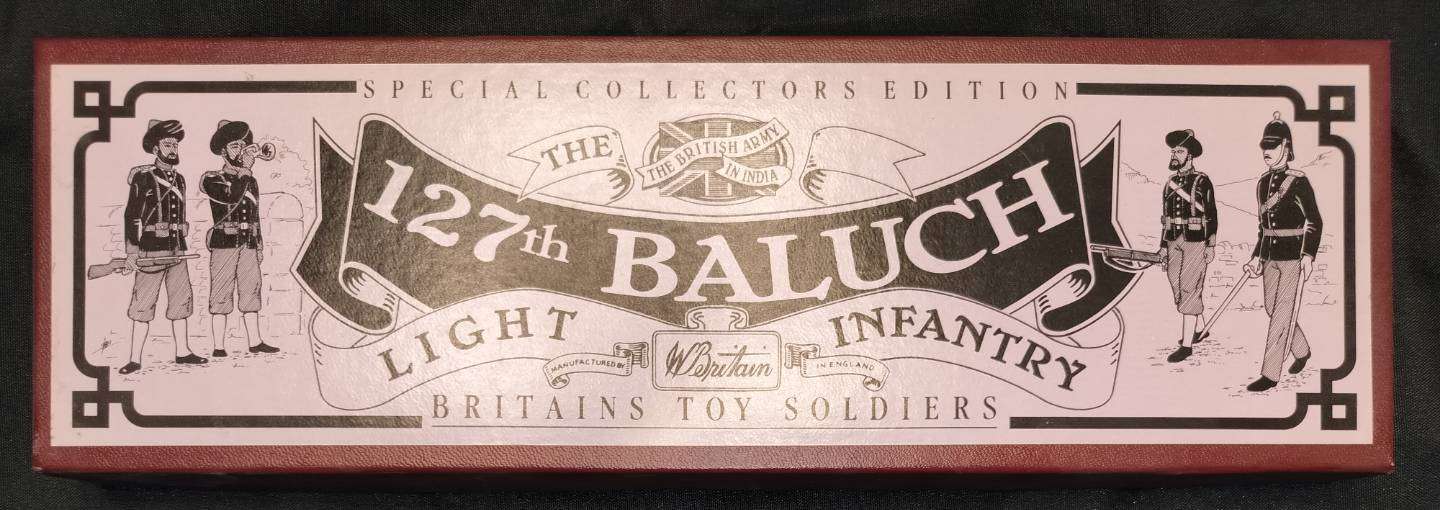 SPECIAL COLLECTORS EDITION
THE
THE BRITISH ARMY
IN INDIA
127th BALUCH
LIGHT INFANTRY
MANUFACTURED BY
W.Britain
IN ENGLAND
BRITAINS TOY SOLDIERS